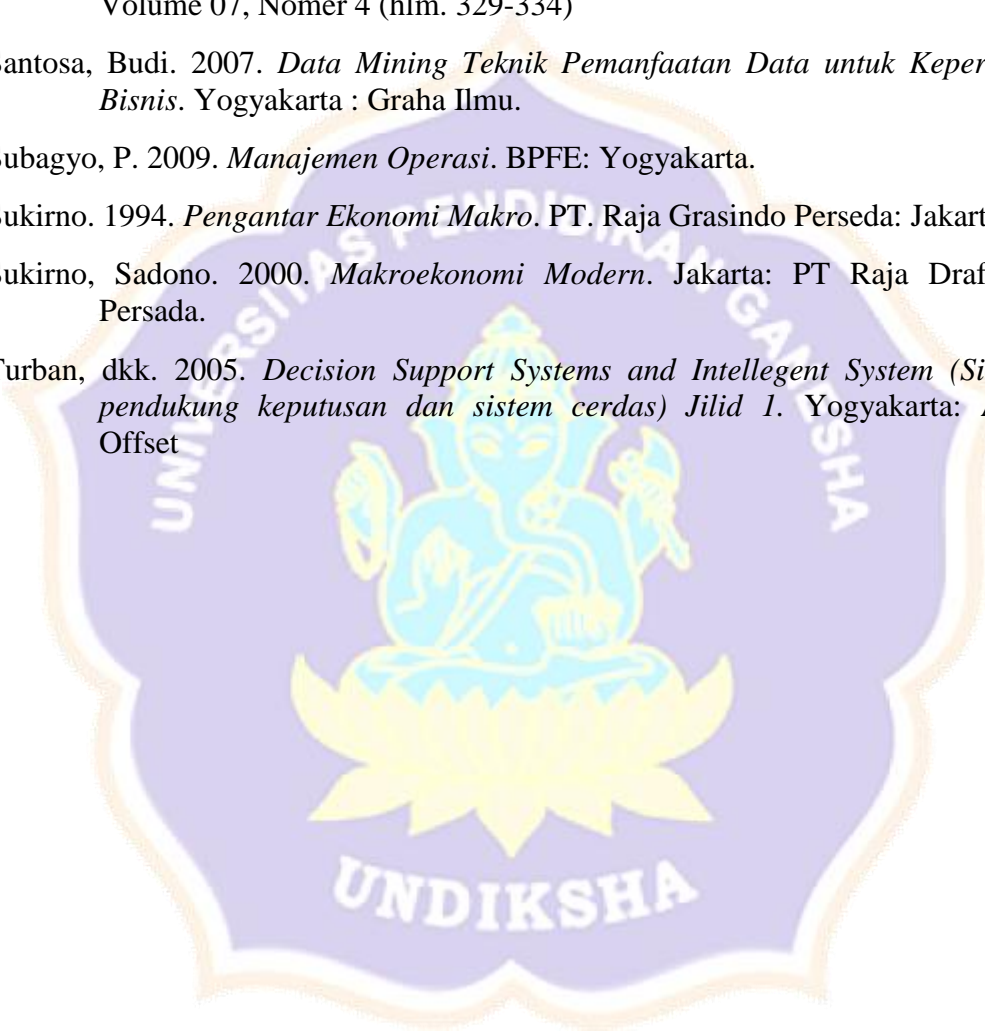 Volume 07, Nomer 4 (hlm. 329-334)
Santosa, Budi. 2007. Data Mining Teknik Pemanfaatan Data untuk Keper
Bisnis. Yogyakarta : Graha Ilmu.
Subagyo, P. 2009. Manajemen Operasi. BPFE: Yogyakarta.
Sukirno. 1994. Pengantar Ekonomi Makro. PT. Raja Grasindo Perseda: Jakart
Sukirno, Sadono. 2000. Makroekonomi Modern. Jakarta: PT Raja Draf
Persada.
Turban, dkk. 2005. Decision Support Systems and Intellegent System (Si
pendukung keputusan dan sistem cerdas) Jilid 1. Yogyakarta:
Offset
UNIVERSITAS PENDIDIKAN GANESHA
UNDIKSHA